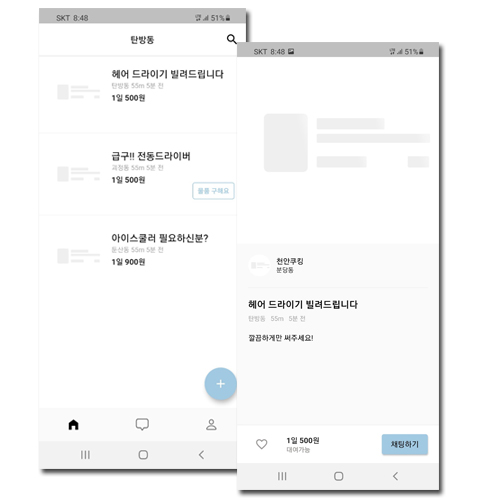 SKT 8:48
51%
탄방동
헤어 드라이기 빌려드립니다
탄방동 55m 5분 전
1일 500원
급구!! 전동드라이버
괴정동 55m 5분 전
1일 500원
물품 구해요
아이스쿨러 필요하신분?
둔산동 55m 5분 전
1일 900원
+
SKT 8:48
51%
천안쿠킹
분당동
헤어 드라이기 빌려드립니다
탄방동 55m 5분 전
깔끔하게만 써주세요!
1일 500원
대여가능
채팅하기